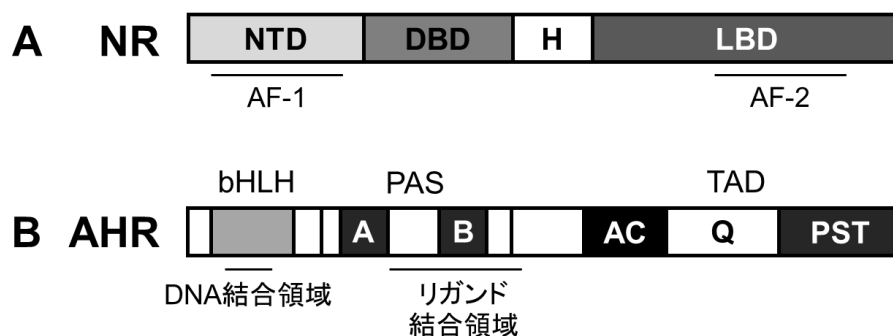 A NR NTD DBD H LBD
AF-1 AF-2
bHLH PAS TAD
B AHR A B AC Q PST
DNA結合領域 リガンド
結合領域